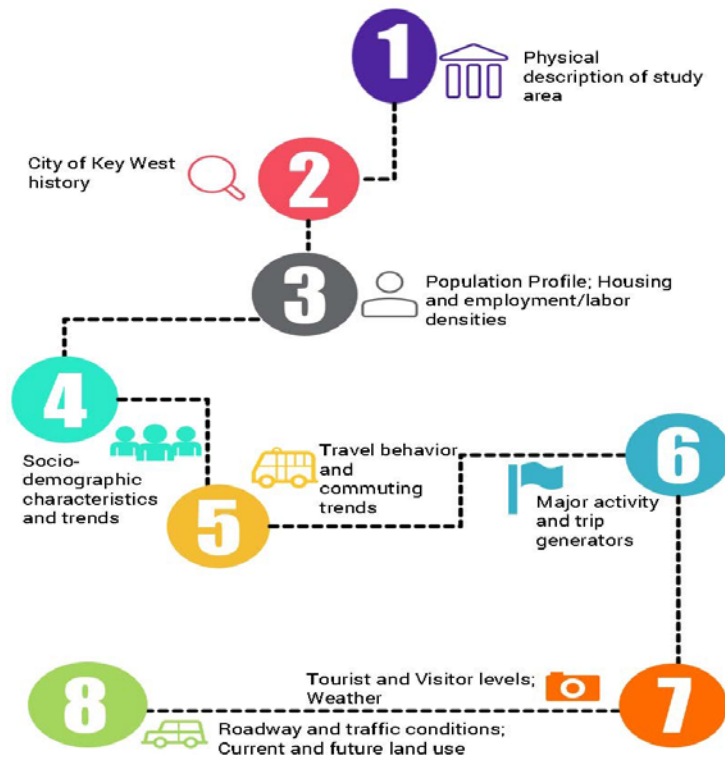 1
Physical
description of study
area
City of Key West
history
2
3
Population Profile; Housing
and employment/labor
densities
4
Socio-
demographic
characteristics
and trends
5
Travel behavior
and
commuting
trends
6
Major activity
and trip
generators
7
Tourist and Visitor levels;
Weather
8
Roadway and traffic conditions;
Current and future land use